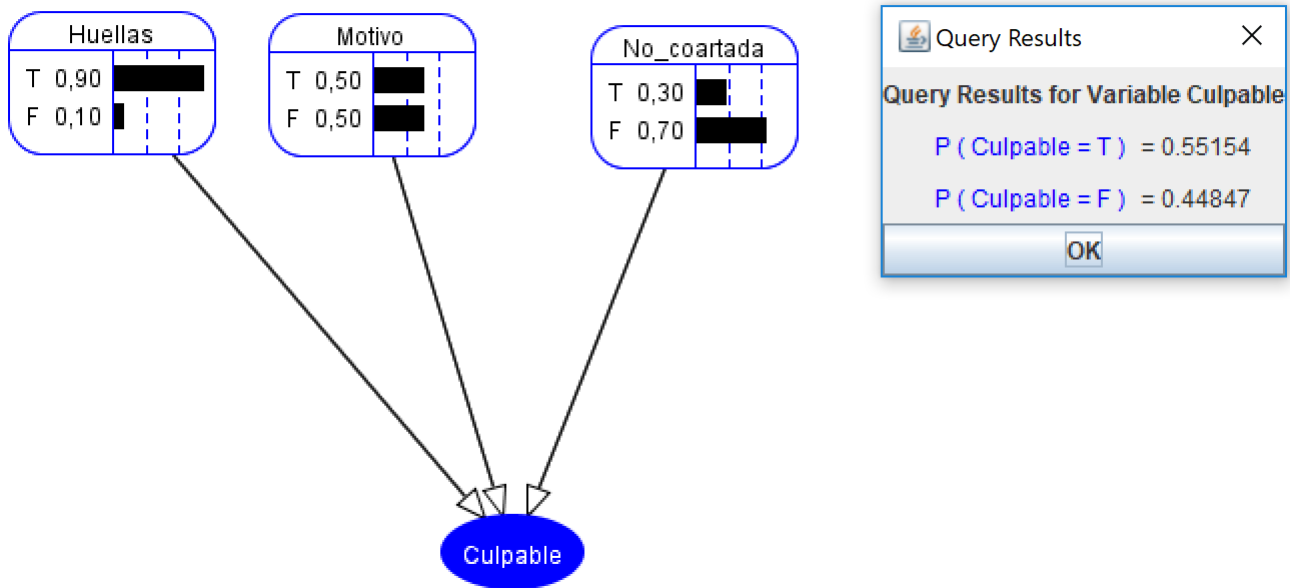 Huellas
T 0,90
F 0,10
Motivo
T 0,50
F 0,50
No_coartada
T 0,30
F 0,70
Culpable
Query Results
Query Results for Variable Culpable
P ( Culpable = T ) = 0.55154
P ( Culpable = F ) = 0.44847
OK